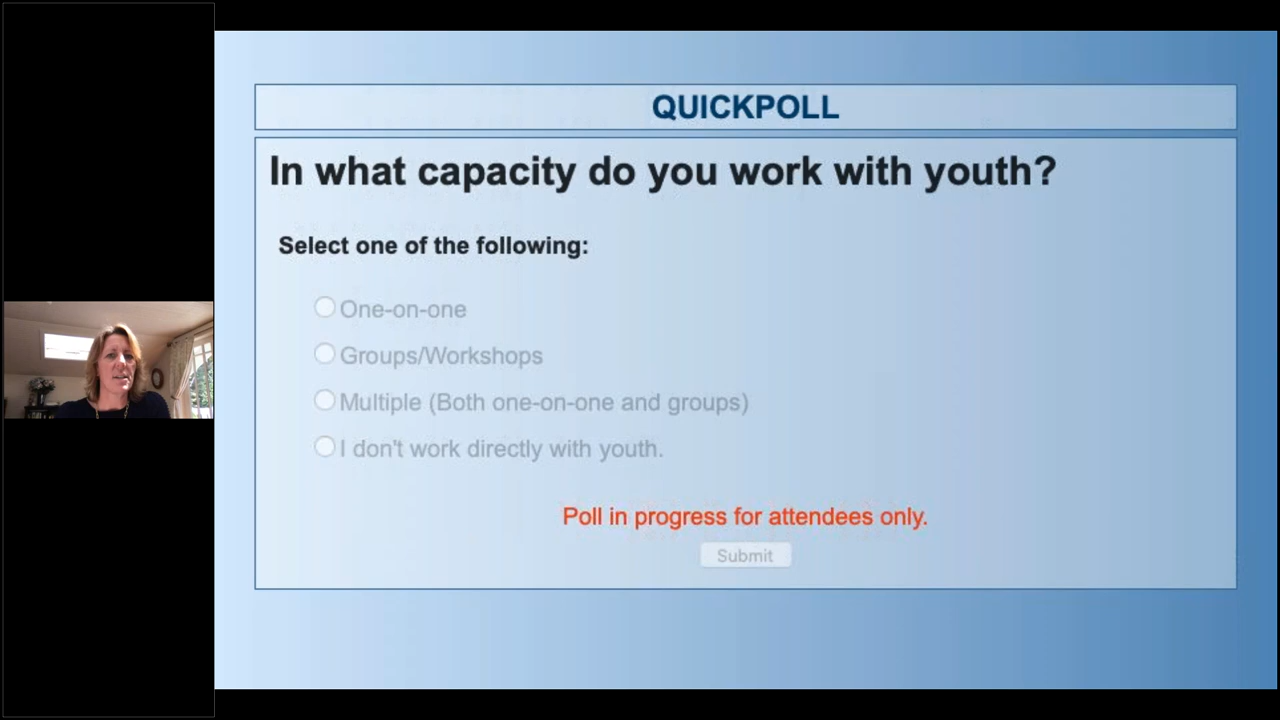 QUICKPOLL
In what capacity do you work with youth?
Select one of the following:
One-on-one
Groups/Workshops
Multiple (Both one-on-one and groups)
I don't work directly with youth.
Poll in progress for attendees only.
Submit